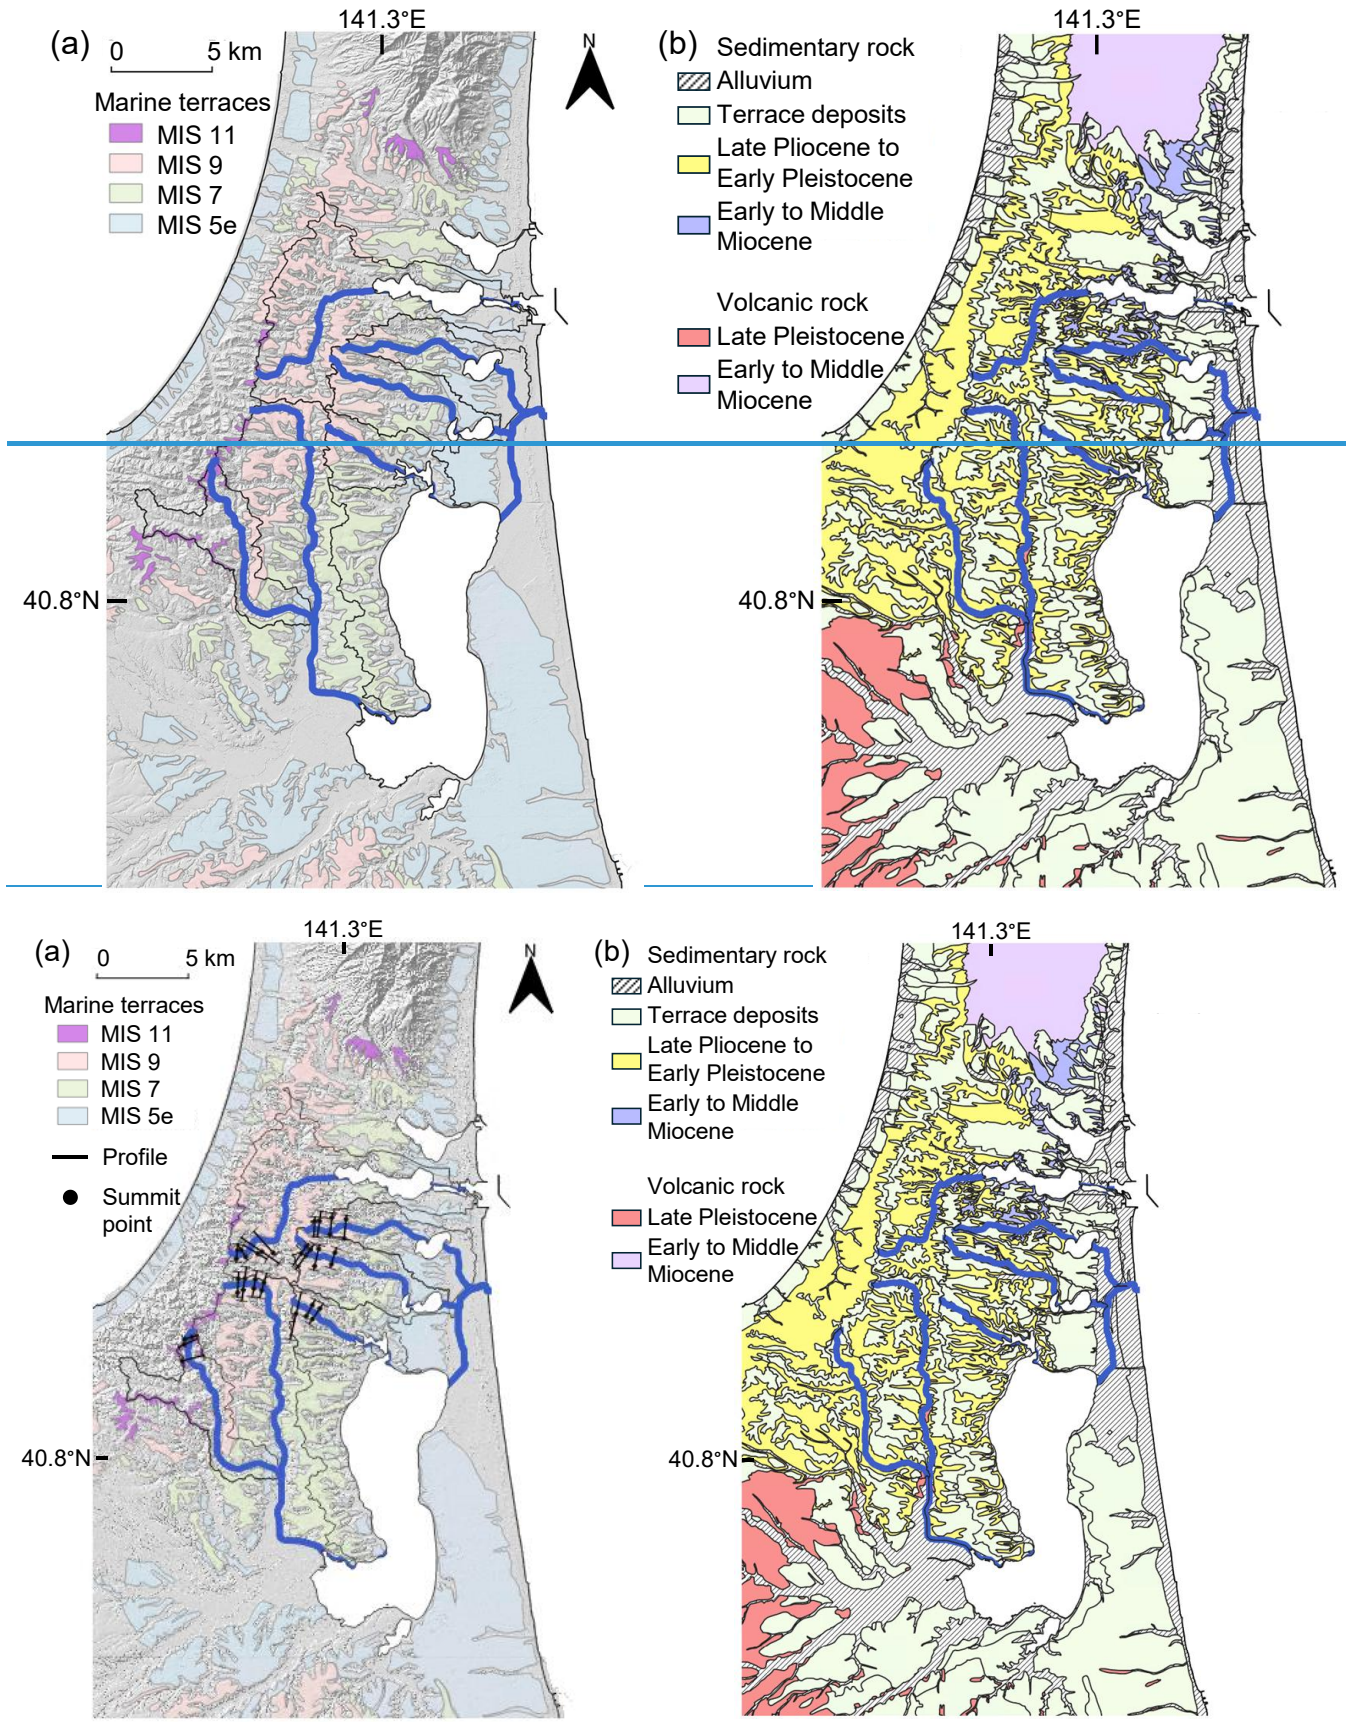 141.3°E
(a)
0 5 km
N
Marine terraces
MIS 11
MIS 9
MIS 7
MIS 5e
40.8°N
141.3°E
(b)
Sedimentary rock
Alluvium
Terrace deposits
Late Pliocene to
Early Pleistocene
Early to Middle
Miocene
Volcanic rock
Late Pleistocene
Early to Middle
Miocene
40.8°N
141.3°E
(a)
0 5 km
N
Marine terraces
MIS 11
MIS 9
MIS 7
MIS 5e
Profile
Summit
point
40.8°N
141.3°E
(b)
Sedimentary rock
Alluvium
Terrace deposits
Late Pliocene to
Early Pleistocene
Early to Middle
Miocene
Volcanic rock
Late Pleistocene
Early to Middle
Miocene
40.8°N